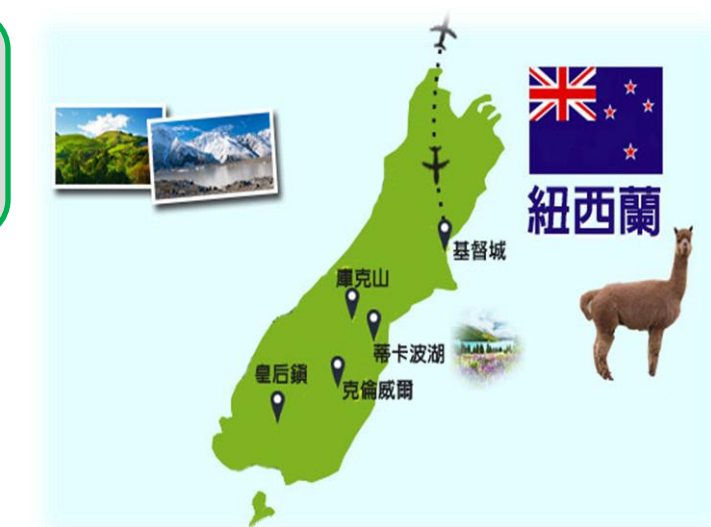 紐西蘭
基督城
庫克山
蒂卡波湖
皇后鎮
克倫威爾